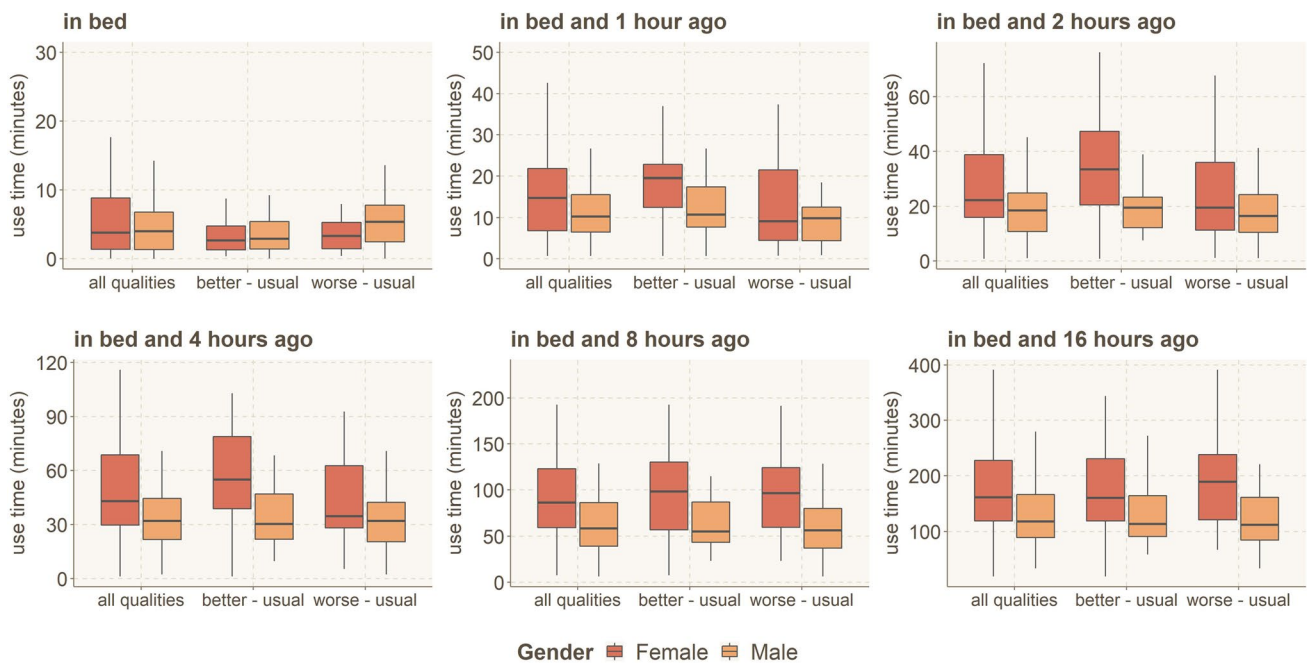 in bed
in bed and 1 hour ago
in bed and 2 hours ago
use time (minutes)
30
20
10
0
all qualities
better - usual
worse - usual
use time (minutes)
50
40
30
20
10
0
all qualities
better - usual
worse - usual
use time (minutes)
60
40
20
0
all qualities
better - usual
worse - usual
in bed and 4 hours ago
in bed and 8 hours ago
in bed and 16 hours ago
use time (minutes)
120
90
60
30
0
all qualities
better - usual
worse - usual
use time (minutes)
200
150
100
50
0
all qualities
better - usual
worse - usual
use time (minutes)
400
300
200
100
all qualities
better - usual
worse - usual
Gender Female Male